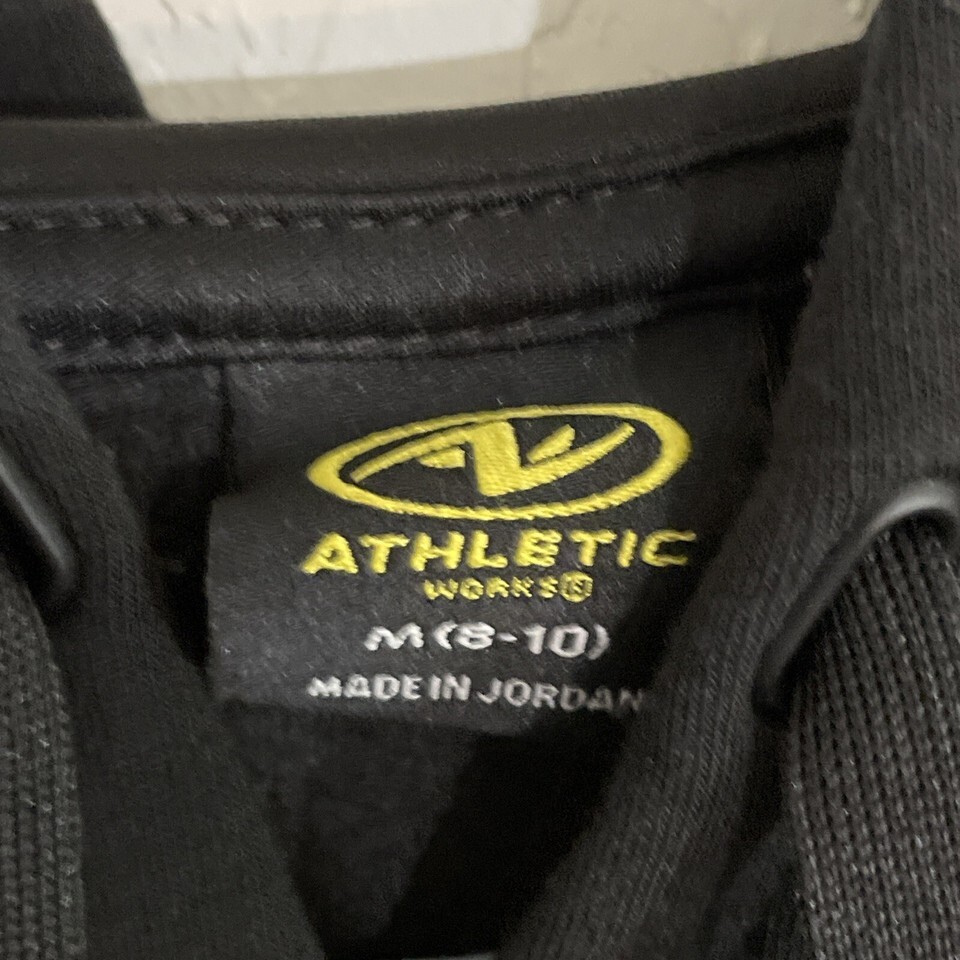 ATHLETIC
WORKS®
M(8-10)
MADE IN JORDAN